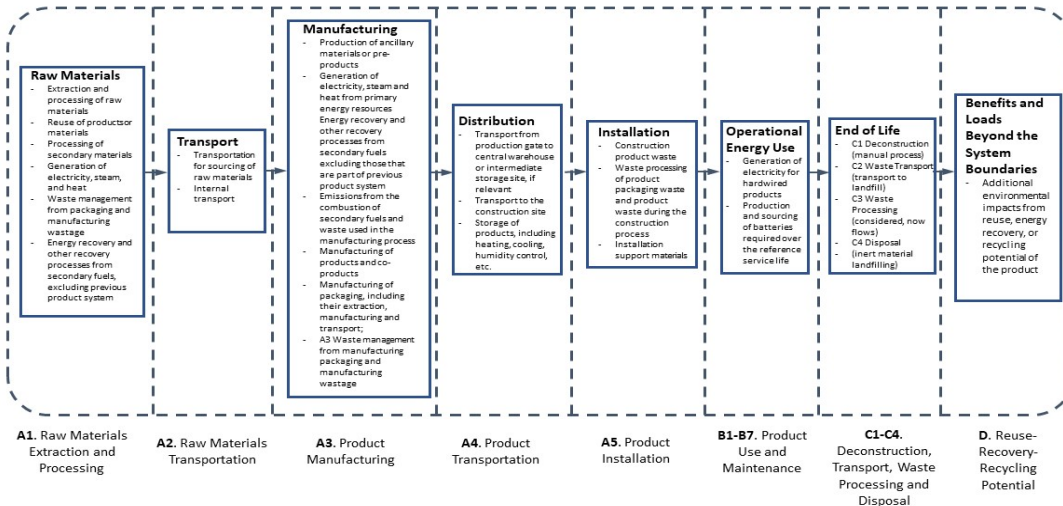 Raw Materials
- Extraction and
processing of raw
materials
- Reuse of productsor
materials
- Processing of
secondary materials
- Generation of
electricity, steam,
and heat
- Waste management
from packaging and
manufacturing
wastage
- Energy recovery and
other recovery
processes from
secondary fuels,
excluding previous
product system
Transport
- Transportation
for sourcing of
raw materials
- Internal
transport
Manufacturing
- Production of ancillary
materials or pre-
products
- Generation of
electricity, steam and
heat from primary
energy resources
Energy recovery and
other recovery
processes from
secondary fuels
excluding those that
are part of previous
product system
- Emissions from the
combustion of
secondary fuels and
waste used in the
manufacturing process
- Manufacturing of
products and co-
products
- Manufacturing of
packaging, including
their extraction,
manufacturing and
transport;
- A3 Waste management
from manufacturing
packaging and
manufacturing
wastage
Distribution
- Transport from
production gate to
central warehouse
or intermediate
storage site, if
relevant
- Transport to the
construction site
- Storage of
products, including
heating, cooling,
humidity control,
etc.
Installation
- Construction
product waste
- Waste processing
of product
packaging waste
and product
waste during the
construction
process
- Installation
support materials
Operational
Energy Use
- Generation of
electricity for
hardwired
products
- Production
and sourcing
of batteries
required over
the reference
service life
End of Life
- C1 Deconstruction
(manual process)
- C2 Waste Transport
(transport to
landfill)
- C3 Waste
Processing
(considered, now
flows)
- C4 Disposal
- (inert material
landfilling)
Benefits and
Loads
Beyond the
System
Boundaries
- Additional
environmental
impacts from
reuse, energy
recovery, or
recycling
potential of
the product
A1. Raw Materials
Extraction and
Processing
A2. Raw Materials
Transportation
A3. Product
Manufacturing
A4. Product
Transportation
A5. Product
Installation
B1-B7. Product
Use and
Maintenance
C1-C4.
Deconstruction,
Transport, Waste
Processing and
Disposal
D. Reuse-
Recovery-
Recycling
Potential